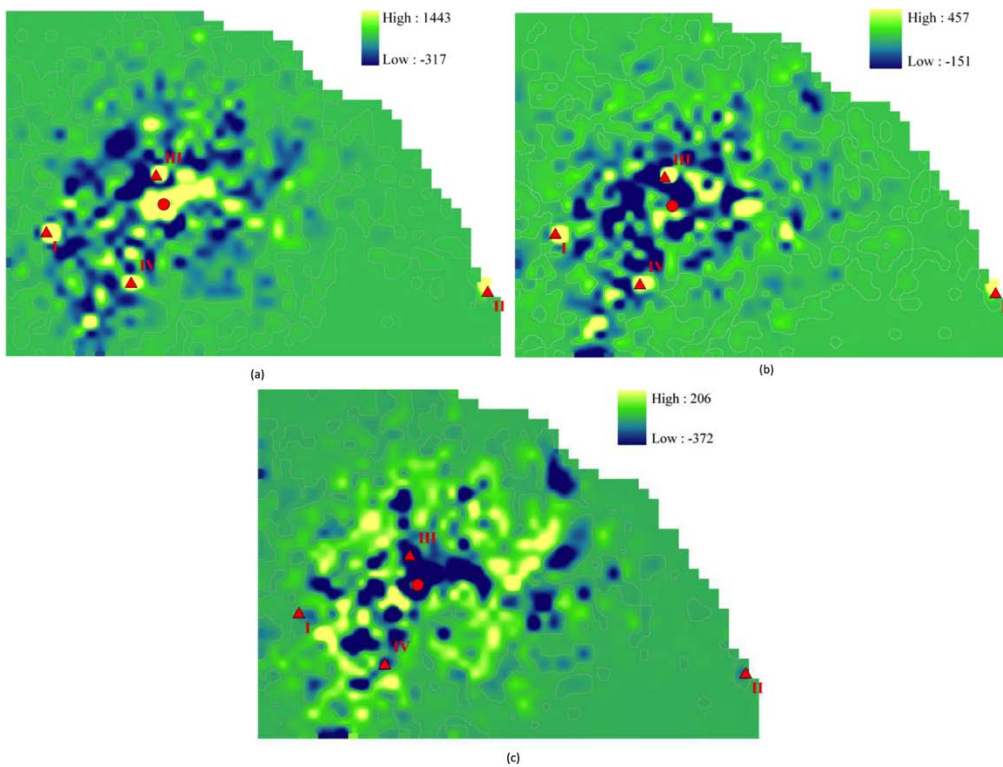 High : 1443
Low : -317
III
I
IV
II
(a)
High : 457
Low : -151
III
I
IV
(b)
High : 206
Low : -372
III
I
IV
II
(c)